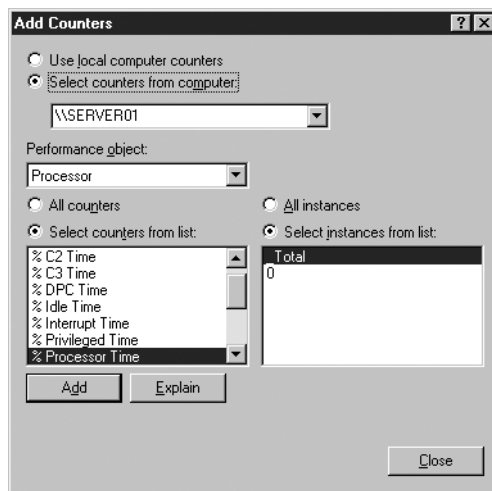 Add Counters
Use local computer counters
Select counters from computer:
\\SERVER01
Performance object:
Processor
All counters
All instances
Select counters from list:
Select instances from list:
% C2 Time
% C3 Time
% DPC Time
% Idle Time
% Interrupt Time
% Privileged Time
% Processor Time
_Total
0
Add
Explain
Close